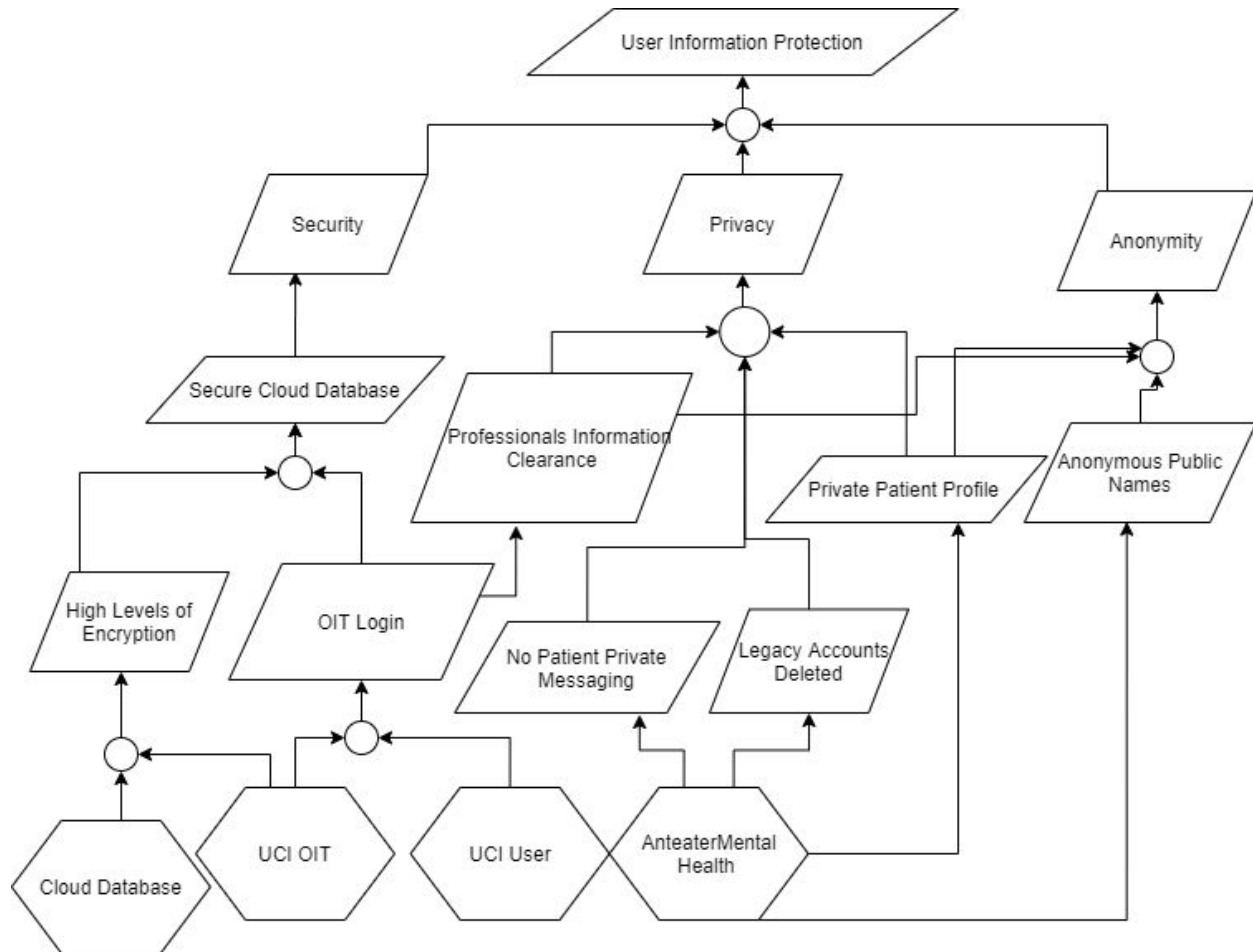 User Information Protection
Security
Privacy
Anonymity
Secure Cloud Database
Professionals Information
Clearance
Private Patient Profile
Anonymous Public
Names
High Levels of
Encryption
OIT Login
No Patient Private
Messaging
Legacy Accounts
Deleted
Cloud Database
UCI OIT
UCI User
AnteaterMental
Health